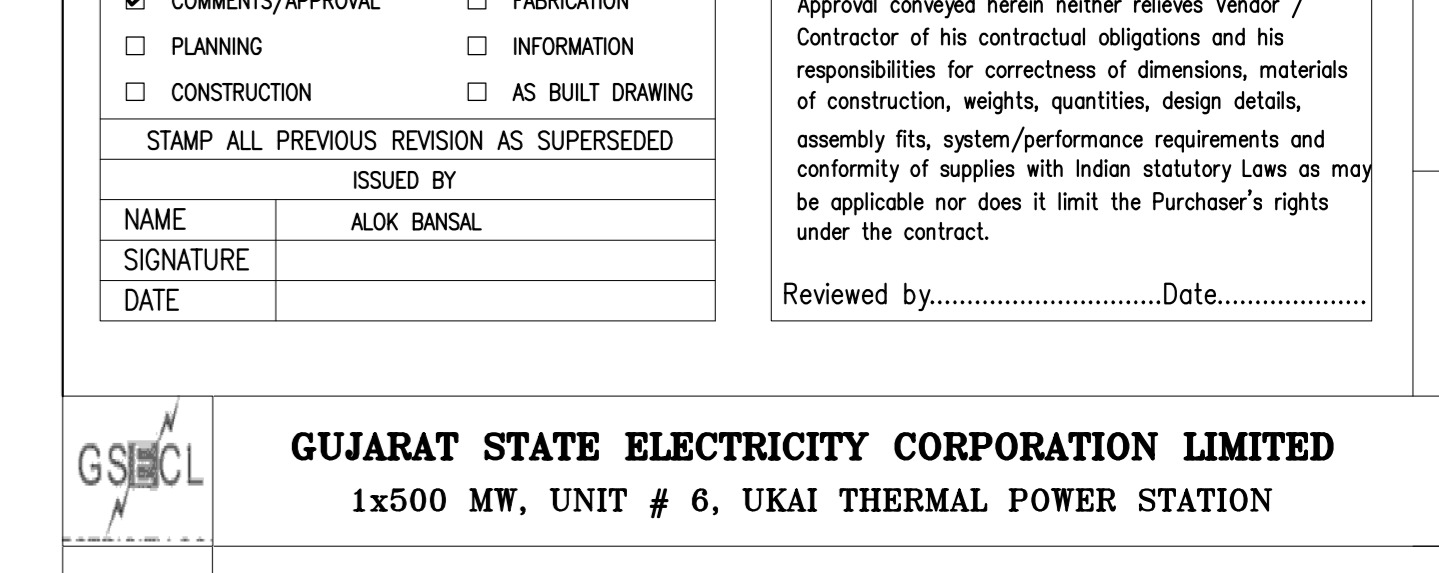 COMMENTS/APPROVAL
FABRICATION
PLANNING
INFORMATION
CONSTRUCTION
AS BUILT DRAWING
STAMP ALL PREVIOUS REVISION AS SUPERSEDED
ISSUED BY
NAME ALOK BANSAL
SIGNATURE
DATE
Approval conveyed herein neither relieves Vendor /
Contractor of his contractual obligations and his
responsibilities for correctness of dimensions, materials
of construction, weights, quantities, design details,
assembly fits, system/performance requirements and
conformity of supplies with Indian statutory Laws as may
be applicable nor does it limit the Purchaser's rights
under the contract.
Reviewed by..............................Date....................
GSECL
GUJARAT STATE ELECTRICITY CORPORATION LIMITED
1x500 MW, UNIT # 6, UKAI THERMAL POWER STATION